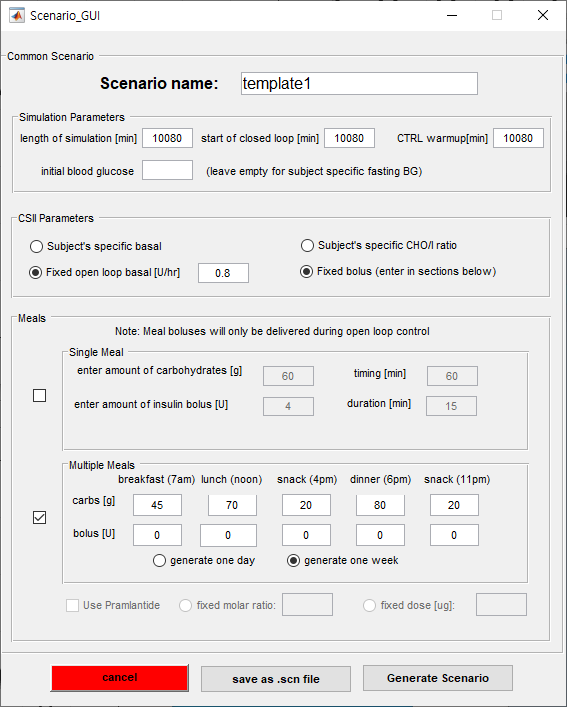 Scenario_GUI
Common Scenario
Scenario name: template1
Simulation Parameters
length of simulation [min] 10080 start of closed loop [min] 10080 CTRL warmup[min] 10080
initial blood glucose (leave empty for subject specific fasting BG)
CSII Parameters
Subject's specific basal Subject's specific CHO/I ratio
Fixed open loop basal [U/hr] 0.8 Fixed bolus (enter in sections below)
Meals
Note: Meal boluses will only be delivered during open loop control
Single Meal
enter amount of carbohydrates [g] 60 timing [min] 60
enter amount of insulin bolus [U] 4 duration [min] 15
Multiple Meals
breakfast (7am) lunch (noon) snack (4pm) dinner (6pm) snack (11pm)
carbs [g] 45 70 20 80 20
bolus [U] 0 0 0 0 0
generate one day generate one week
Use Pramlantide fixed molar ratio: fixed dose [ug]:
cancel save as .scn file Generate Scenario